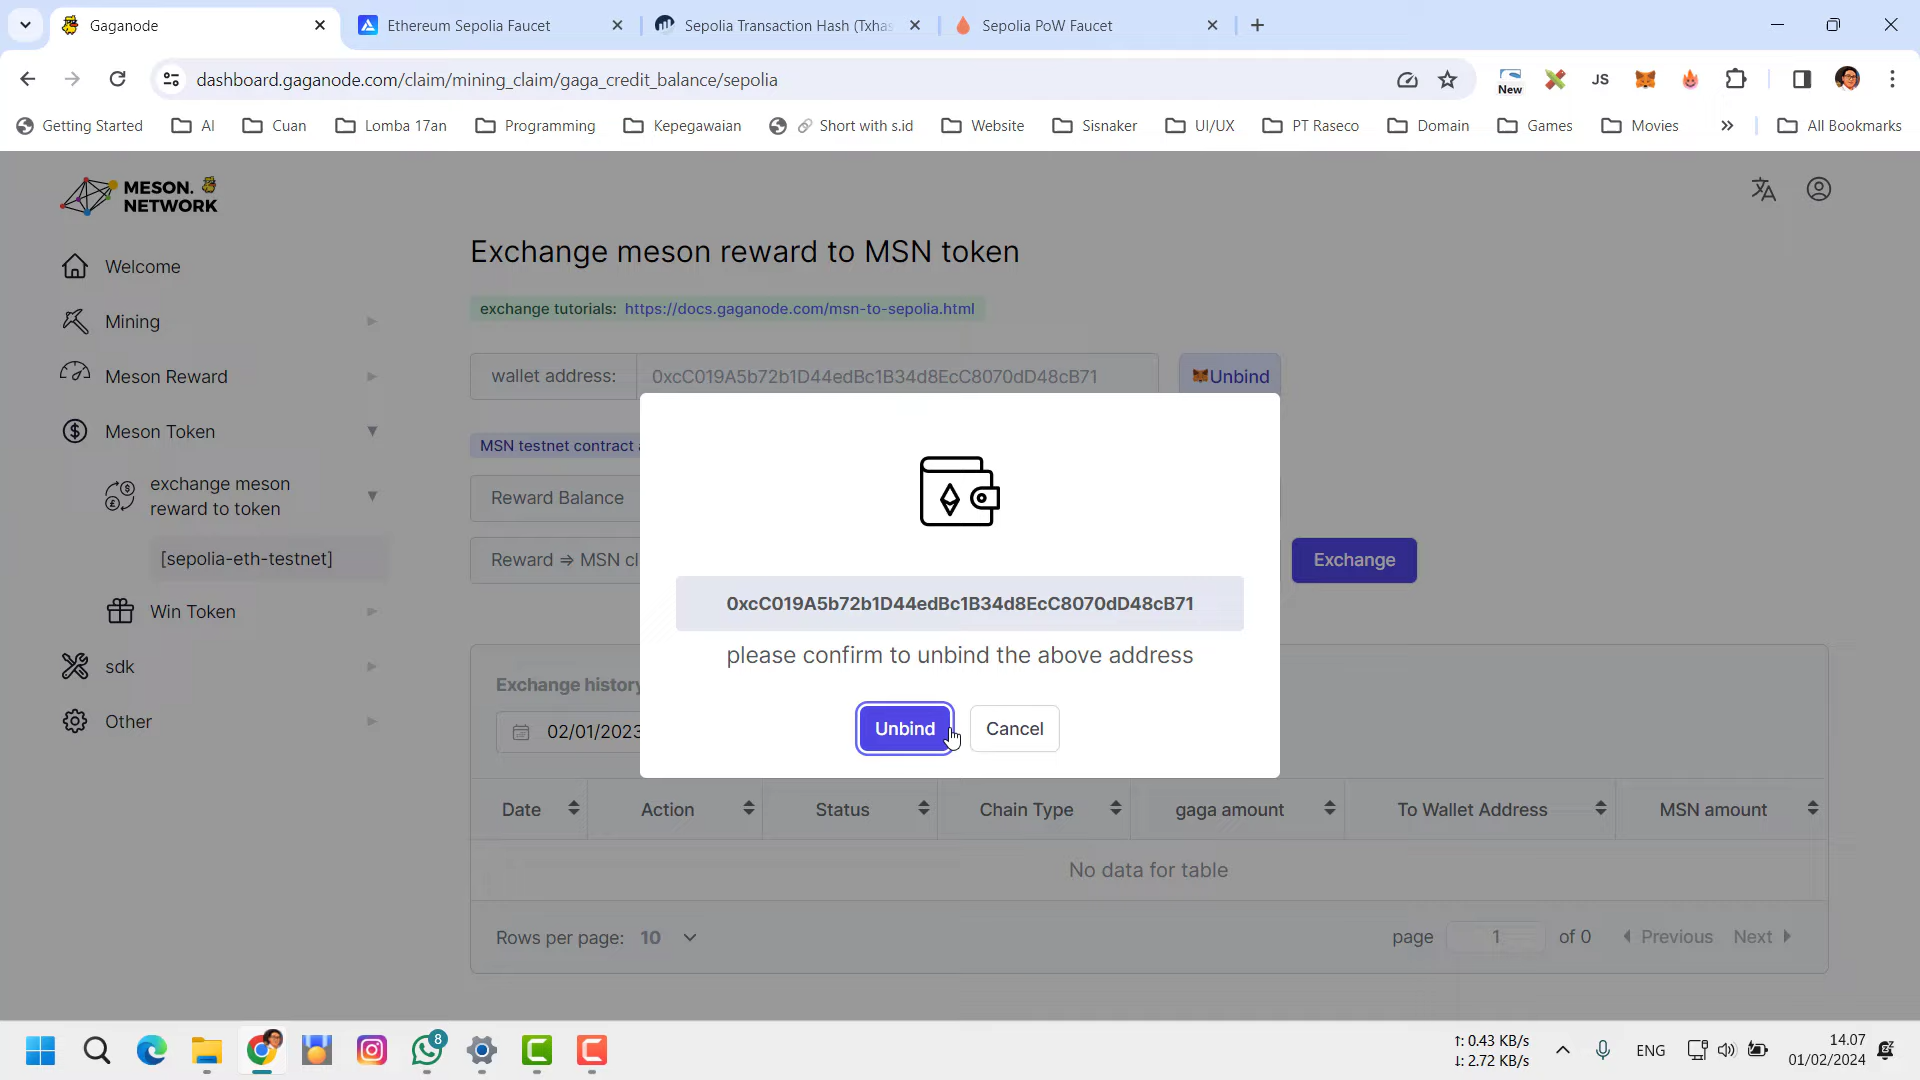 Gaganode
Ethereum Sepolia Faucet
Sepolia Transaction Hash (Txhas
Sepolia PoW Faucet
dashboard.gaganode.com/claim/mining_claim/gaga_credit_balance/sepolia
New
JS
Getting Started
AI
Cuan
Lomba 17an
Programming
Kepegawaian
Short with s.id
Website
Sisnaker
UI/UX
PT Raseco
Domain
Games
Movies
All Bookmarks
MESON.
NETWORK
Welcome
Mining
Meson Reward
Meson Token
exchange meson
reward to token
[sepolia-eth-testnet]
Win Token
sdk
Other
Exchange meson reward to MSN token
exchange tutorials: https://docs.gaganode.com/msn-to-sepolia.html
wallet address: 0xcC019A5b72b1D44edBc1B34d8EcC8070dD48cB71
Unbind
MSN testnet contract
Reward Balance
Reward ⇒ MSN cl
Exchange
0xcC019A5b72b1D44edBc1B34d8EcC8070dD48cB71
please confirm to unbind the above address
Unbind
Cancel
Exchange history
02/01/2023
Date
Action
Status
Chain Type
gaga amount
To Wallet Address
MSN amount
No data for table
Rows per page: 10
page 1 of 0 Previous Next
8
↑: 0.43 KB/s
↓: 2.72 KB/s
ENG
14.07
01/02/2024